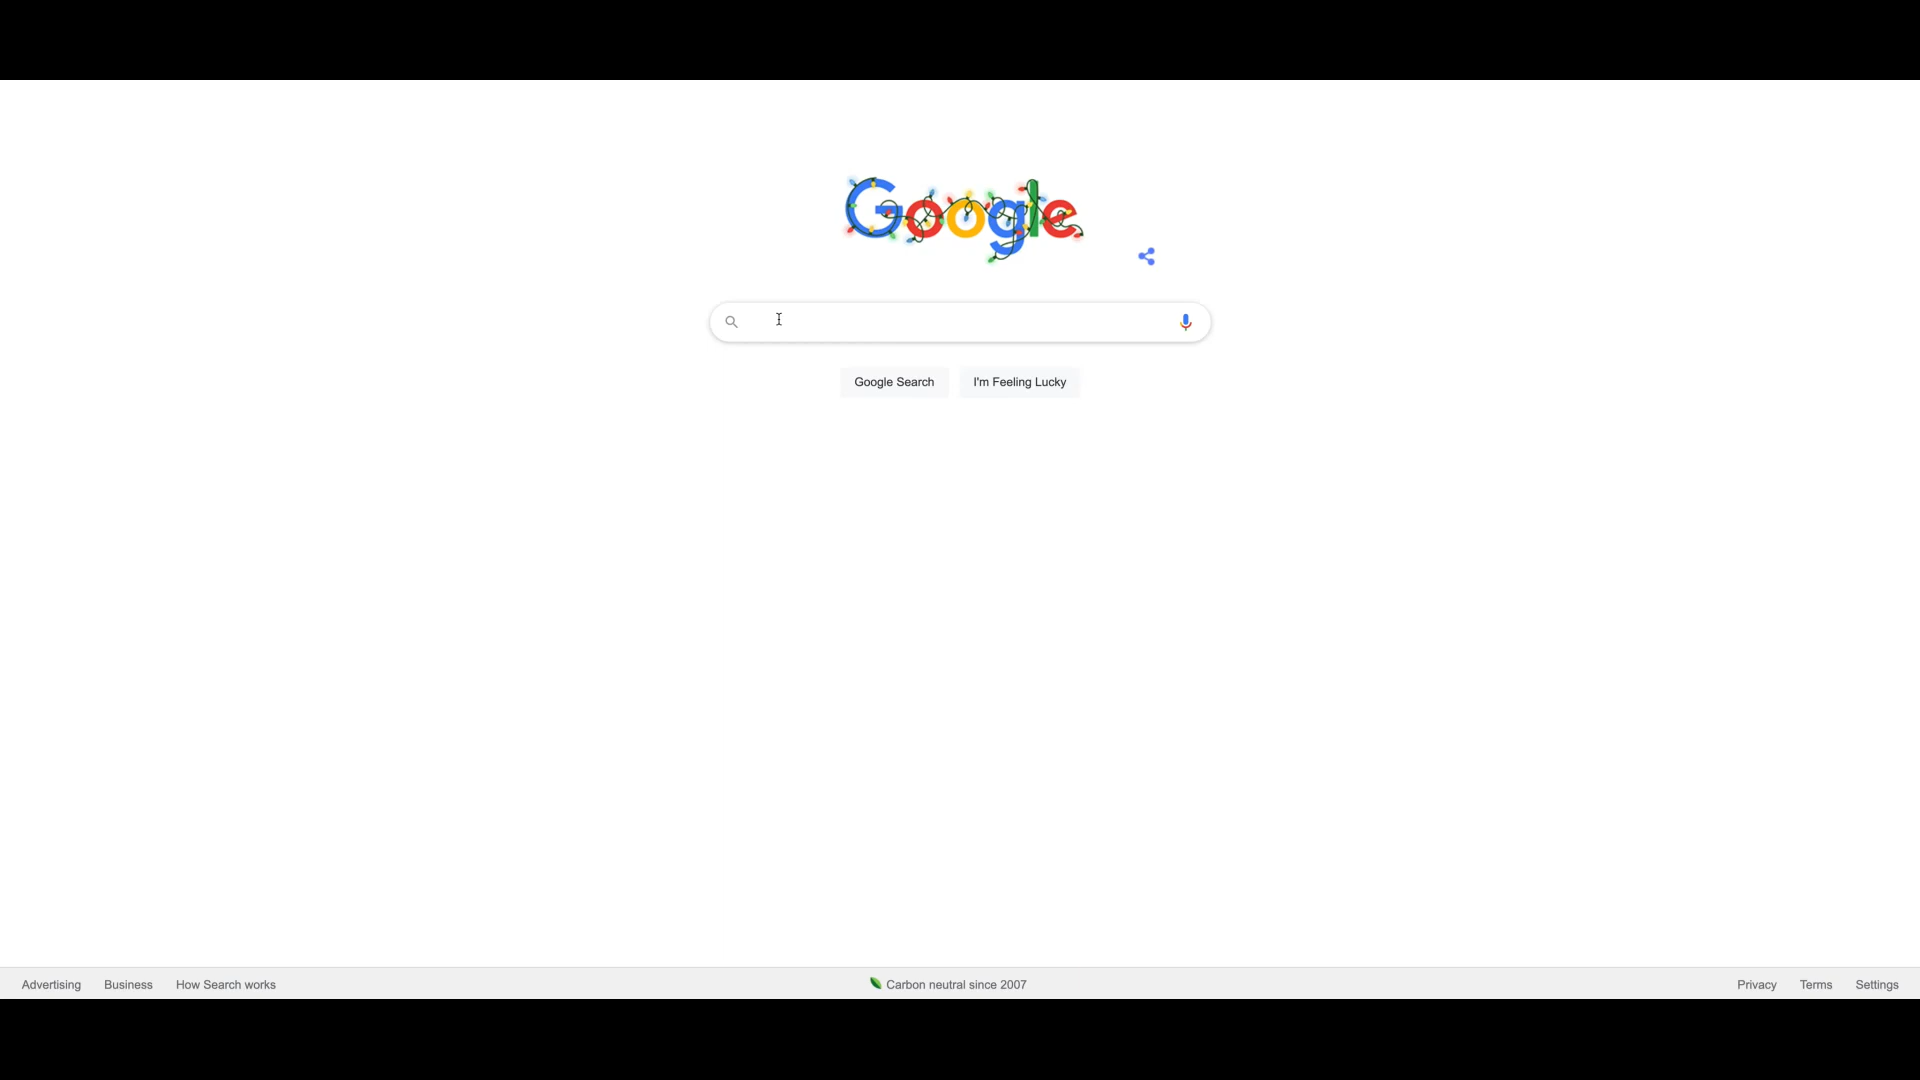 Google
Google Search
I'm Feeling Lucky
Advertising
Business
How Search works
Carbon neutral since 2007
Privacy
Terms
Settings